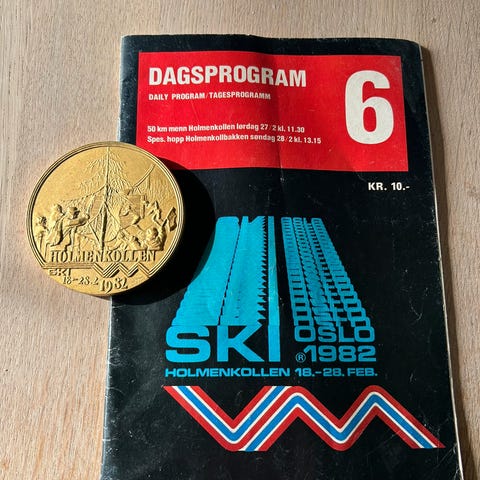 DAGSPROGRAM
DAILY PROGRAM/TAGESPROGRAMM
6
50 km menn Holmenkollen lørdag 27/2 kl. 11.30
Spes. hopp Holmenkollbakken søndag 28/2 kl. 13.15
KR. 10.-
SKI OSLO
® 1982
HOLMENKOLLEN 18.-28. FEB.
HOLMENKOLLEN
SKI
18-28.2
1982